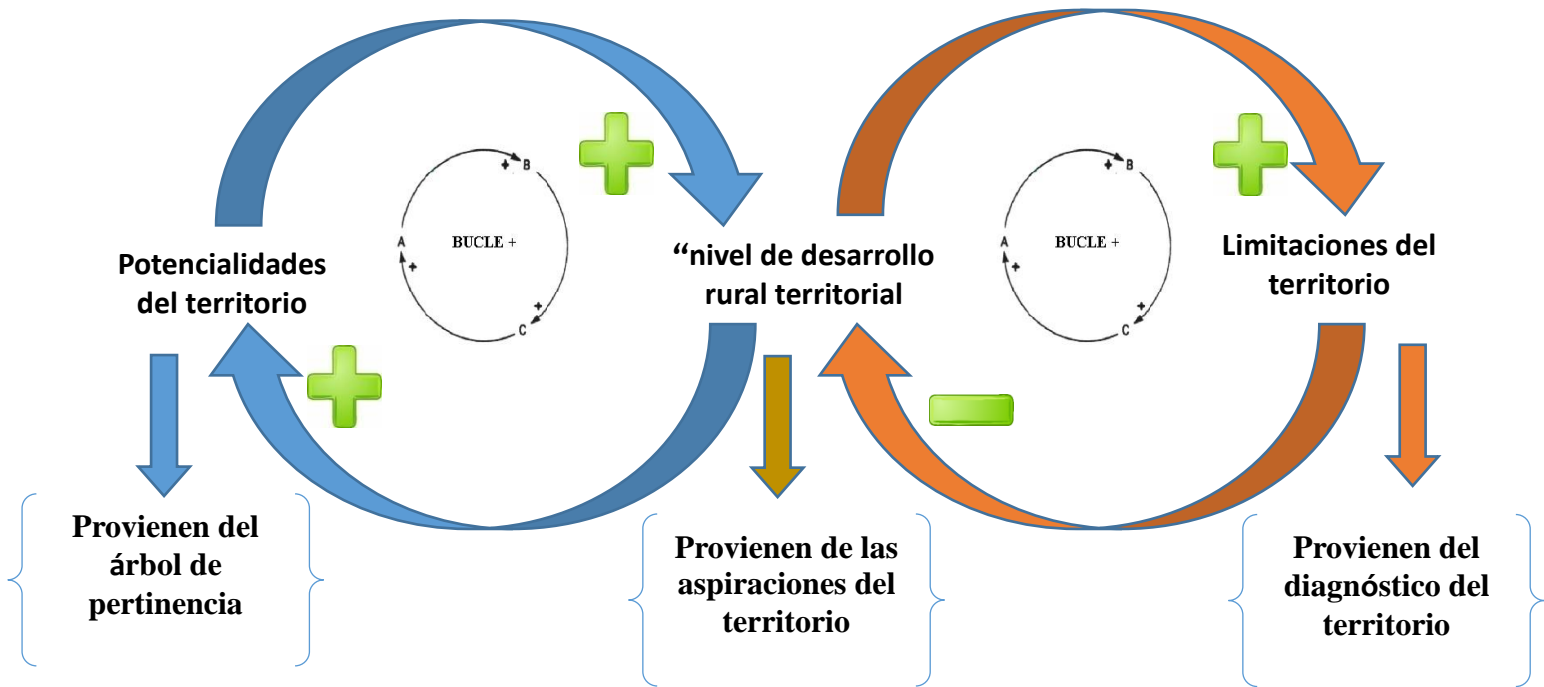 + B
A
BUCLE +
+
+
C
+ B
A
BUCLE +
+
+
C
Potencialidades
del territorio
“nivel de desarrollo
rural territorial
Limitaciones del
territorio
Provienen del
árbol de
pertinencia
Provienen de las
aspiraciones del
territorio
Provienen del
diagnóstico del
territorio